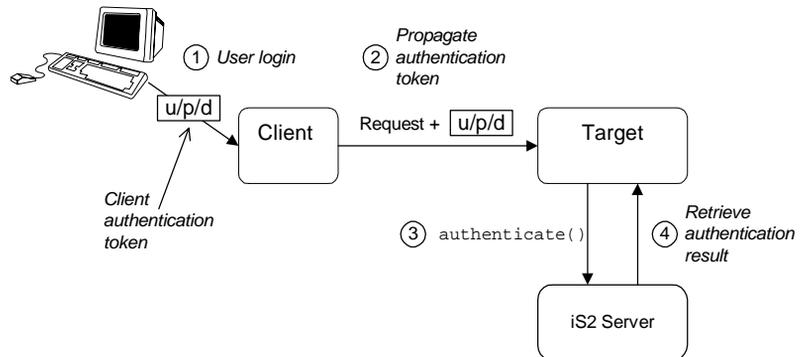 1 User login
2 Propagate
authentication
token
u/p/d
Client
Request + u/p/d
Target
Client
authentication
token
3 authenticate()
4 Retrieve
authentication
result
iS2 Server